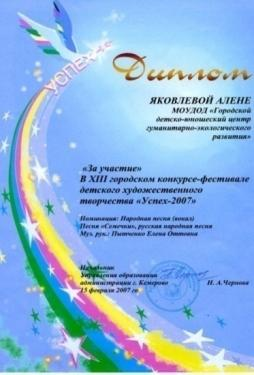 УСПЕХ
Диплом
ЯКОВЛЕВОЙ АЛЕНЕ
МОУДОД «Городской
детско-юношеский центр
гуманитарно-экологического
развития»
«За участие»
В XIII городском конкурсе-фестивале
детского художественного
творчества «Успех-2007»
Номинация: Народная песня (вокал)
Песня «Семечки», русская народная песня
Муз. рук.: Пытченко Елена Оттовна
Начальник
Управления образования
администрации г. Кемерово
Н. А.Чернова
15 февраля 2007 г